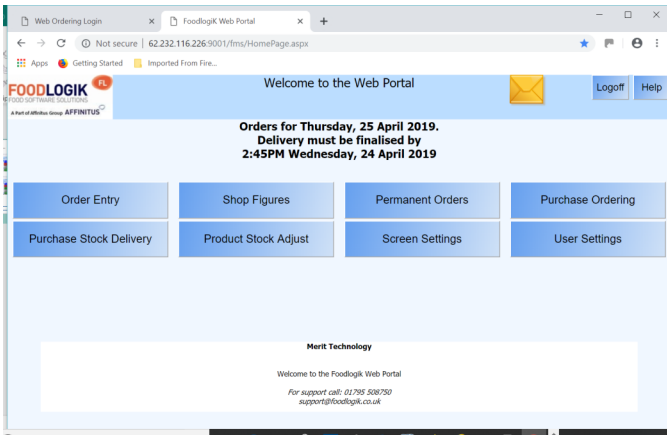 Web Ordering Login
FoodlogiK Web Portal
Not secure | 62.232.116.226:9001/fms/HomePage.aspx
Apps
Getting Started
Imported From Fire...
FOODLOGIK FL
FOOD SOFTWARE SOLUTIONS
A Part of Affinitus Group AFFINITUS
Welcome to the Web Portal
Logoff
Help
Orders for Thursday, 25 April 2019.
Delivery must be finalised by
2:45PM Wednesday, 24 April 2019
Order Entry
Shop Figures
Permanent Orders
Purchase Ordering
Purchase Stock Delivery
Product Stock Adjust
Screen Settings
User Settings
Merit Technology
Welcome to the Foodlogik Web Portal
For support call: 01795 508750
support@foodlogik.co.uk